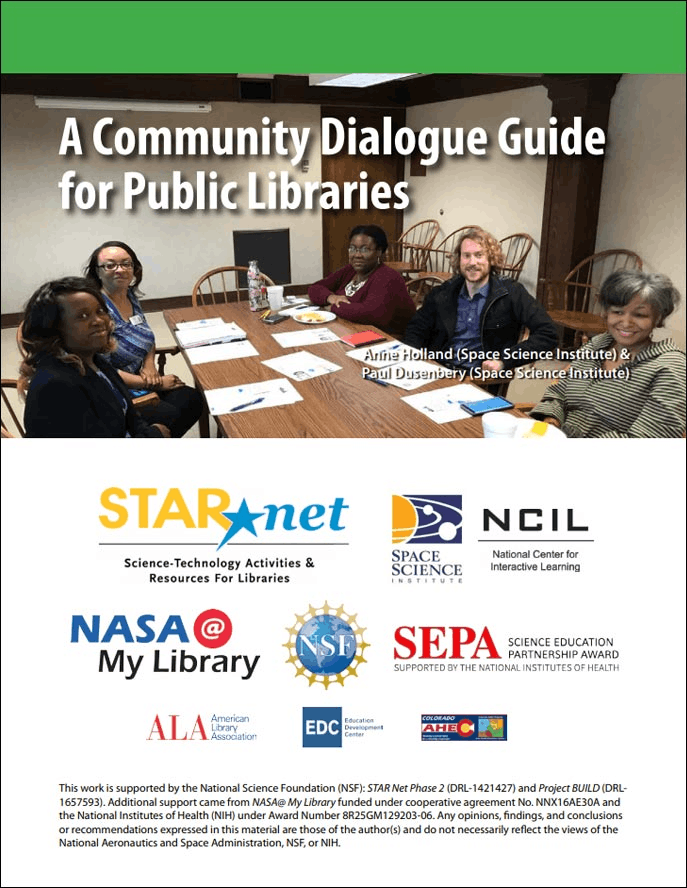 A Community Dialogue Guide
for Public Libraries
Anne Holland (Space Science Institute) &
Paul Dusenbery (Space Science Institute)
STAR net
Science-Technology Activities &
Resources For Libraries
SPACE
SCIENCE
INSTITUTE
NCIL
National Center for
Interactive Learning
NASA@
My Library
NSF
SEPA
SCIENCE EDUCATION
PARTNERSHIP AWARD
SUPPORTED BY THE NATIONAL INSTITUTES OF HEALTH
ALA
American
Library
Association
EDC
Education
Development
Center
COLORADO
AHEC
This work is supported by the National Science Foundation (NSF): STAR Net Phase 2 (DRL-1421427) and Project BUILD (DRL-
1657593). Additional support came from NASA@ My Library funded under cooperative agreement No. NNX16AE30A and
the National Institutes of Health (NIH) under Award Number 8R25GM129203-06. Any opinions, findings, and conclusions
or recommendations expressed in this material are those of the author(s) and do not necessarily reflect the views of the
National Aeronautics and Space Administration, NSF, or NIH.